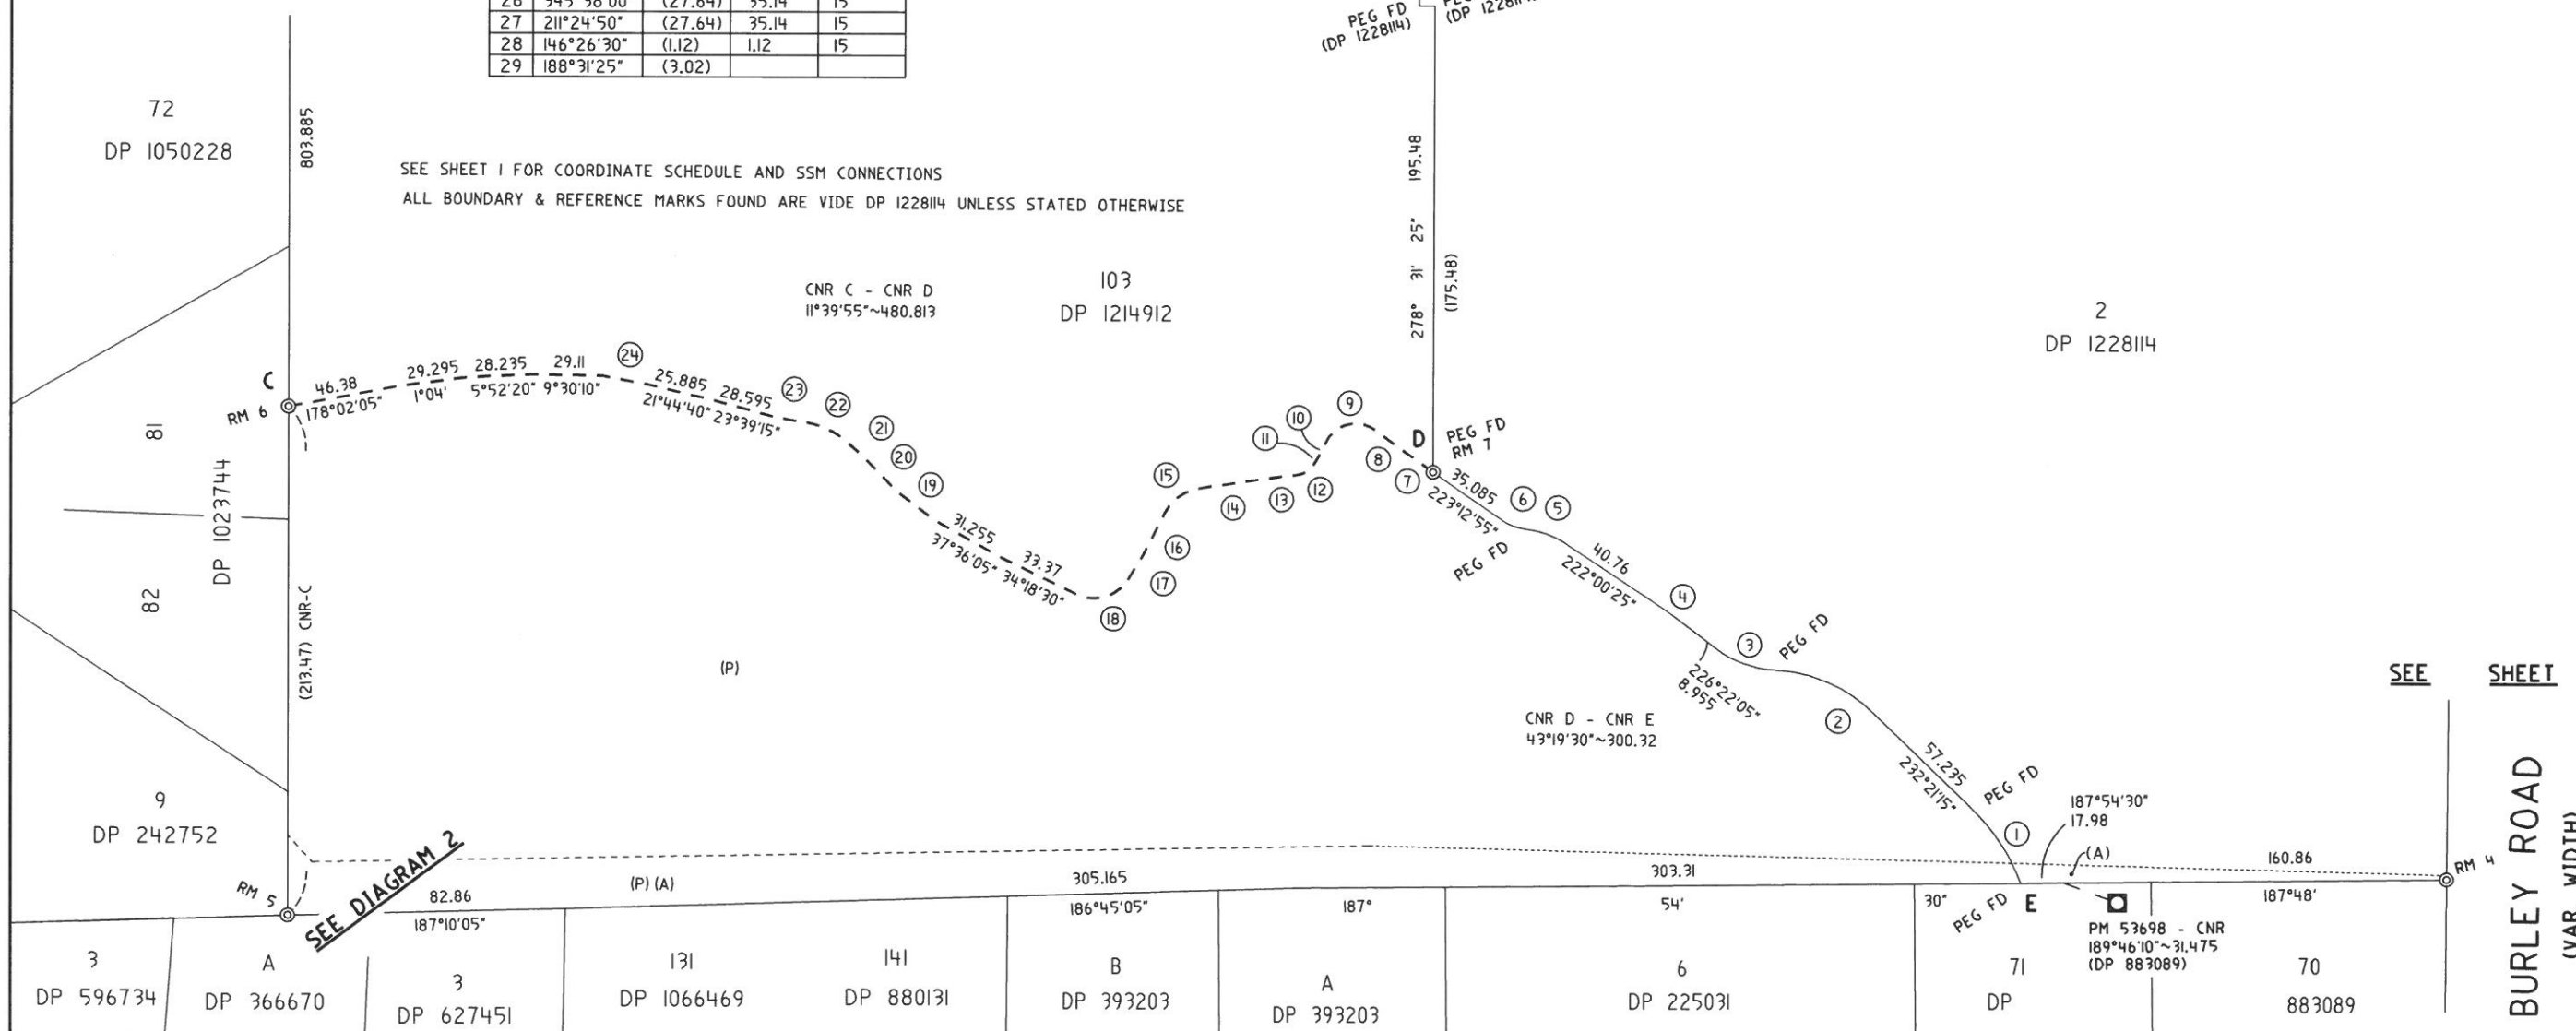 26 345°58'00" (27.64) 35.14 15
27 211°24'50" (27.64) 35.14 15
28 146°26'30" (1.12) 1.12 15
29 188°31'25" (3.02)
PEG FD
(DP 1228114)
72
DP 1050228
803.885
SEE SHEET 1 FOR COORDINATE SCHEDULE AND SSM CONNECTIONS
ALL BOUNDARY & REFERENCE MARKS FOUND ARE VIDE DP 1228114 UNLESS STATED OTHERWISE
195.48
278° 31' 25"
(175.48)
CNR C - CNR D
11°39'55"~480.813
103
DP 1214912
2
DP 1228114
C
RM 6
46.38
178°02'05"
29.295
1°04'
28.235
5°52'20"
29.11
9°30'10"
24
25.885
21°44'40"
28.595
23°39'15"
23
22
21
20
19
31.255
37°36'05"
33.37
34°18'30"
18
17
16
15
14
13
12
11
10
9
8
7
D
PEG FD
RM 7
35.085
223°12'55"
6
5
PEG FD
40.76
222°00'25"
4
3
PEG FD
226°22'05"
8.955
2
CNR D - CNR E
43°19'30"~300.32
57.235
232°21'15"
PEG FD
1
187°54'30"
17.98
(A)
81
DP 1023744
82
(213.47) CNR-C
(P)
SEE SHEET
9
DP 242752
RM 5
SEE DIAGRAM 2
82.86
187°10'05"
(P) (A)
305.165
186°45'05"
303.31
187° 54' 30"
PEG FD
E
160.86
187°48'
RM 4
PM 53698 - CNR
189°46'10"~31.475
(DP 883089)
BURLEY ROAD
(VAR WIDTH)
3
DP 596734
A
DP 366670
3
DP 627451
131
DP 1066469
141
DP 880131
B
DP 393203
A
DP 393203
6
DP 225031
71
70
DP 883089